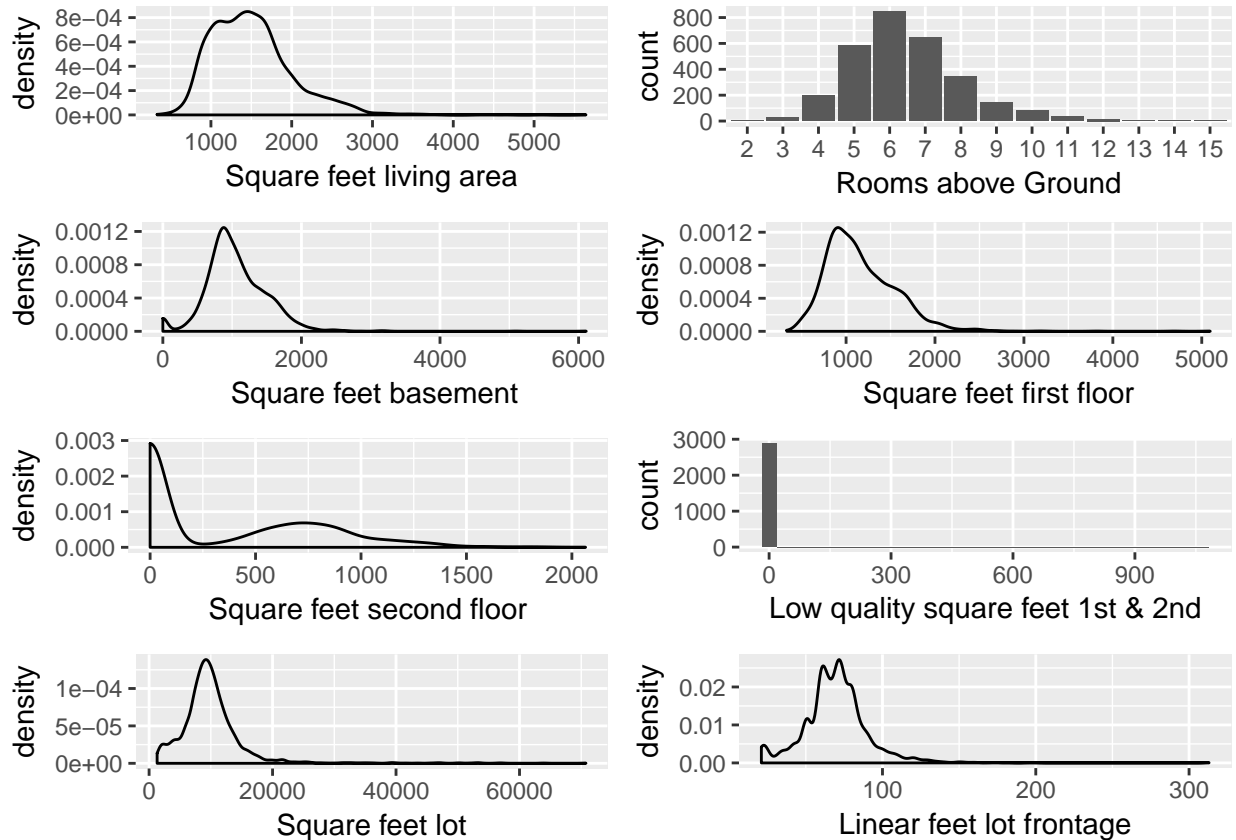 density
8e−04
6e−04
4e−04
2e−04
0e+00
1000 2000 3000 4000 5000
Square feet living area
count
800
600
400
200
0
2 3 4 5 6 7 8 9 10 11 12 13 14 15
Rooms above Ground
density
0.0012
0.0008
0.0004
0.0000
0 2000 4000 6000
Square feet basement
density
0.0012
0.0008
0.0004
0.0000
1000 2000 3000 4000 5000
Square feet first floor
density
0.003
0.002
0.001
0.000
0 500 1000 1500 2000
Square feet second floor
count
3000
2000
1000
0
0 300 600 900
Low quality square feet 1st & 2nd
density
1e−04
5e−05
0e+00
0 20000 40000 60000
Square feet lot
density
0.02
0.01
0.00
100 200 300
Linear feet lot frontage